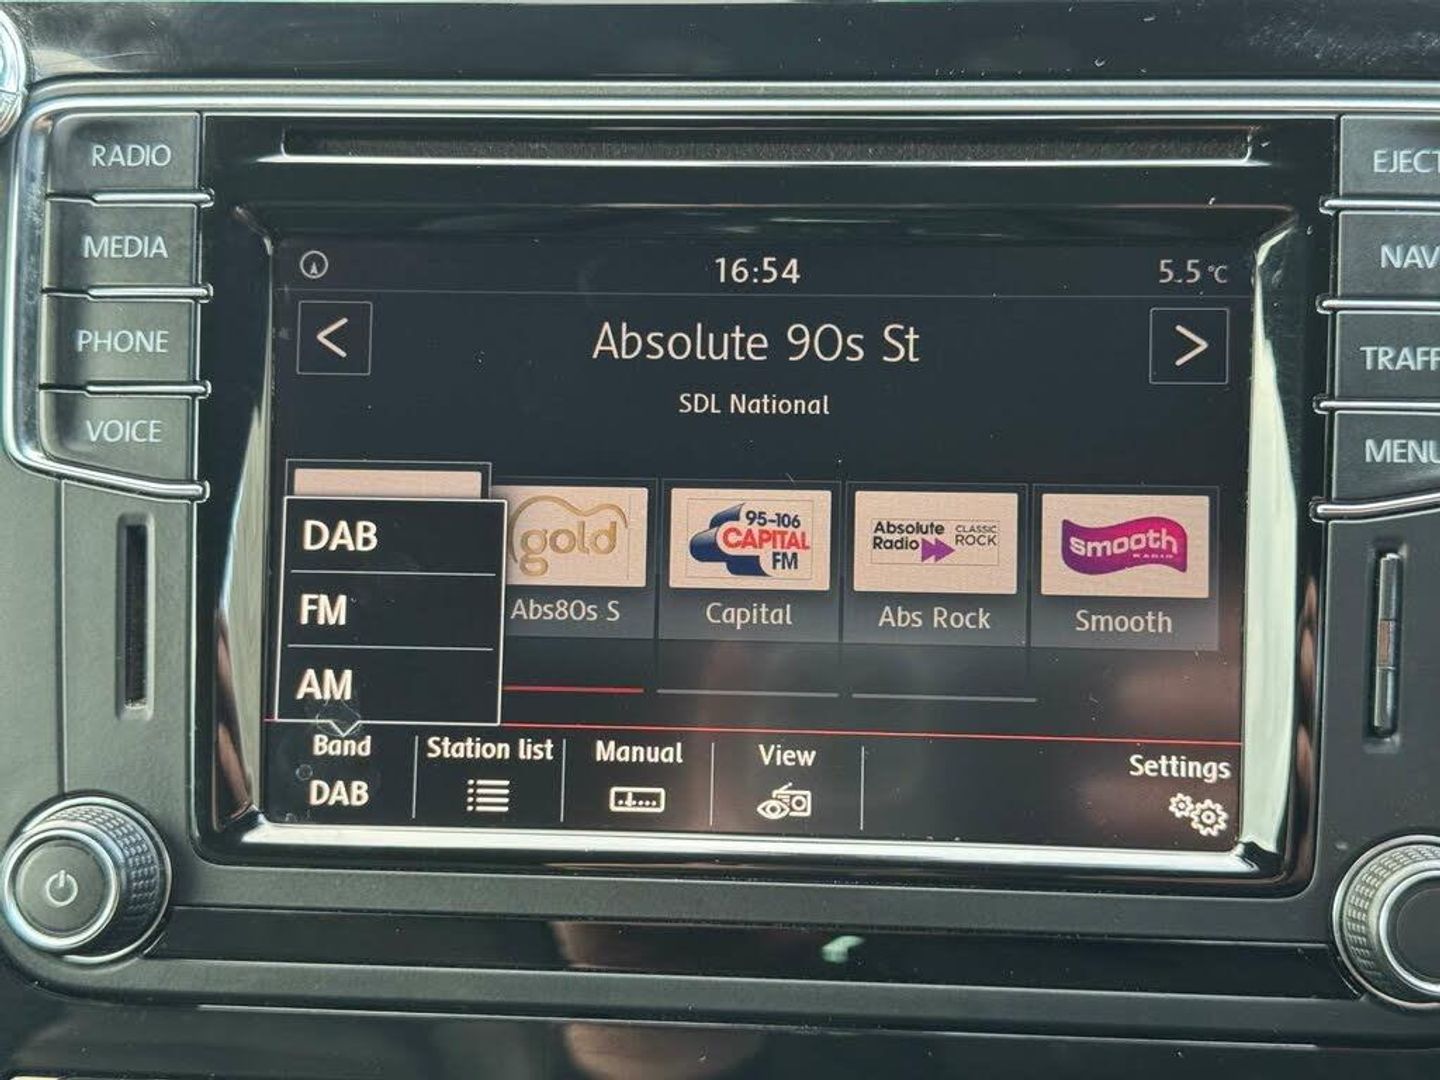 RADIO
MEDIA
PHONE
VOICE
EJECT
NAV
TRAFF
MENU
16:54
5.5°C
<
Absolute 90s St
>
SDL National
gold
Abs80s S
95-106
CAPITAL
FM
Capital
Absolute
Radio
CLASSIC
ROCK
Abs Rock
smooth
RADIO
Smooth
DAB
FM
AM
Band
DAB
Station list
Manual
View
Settings